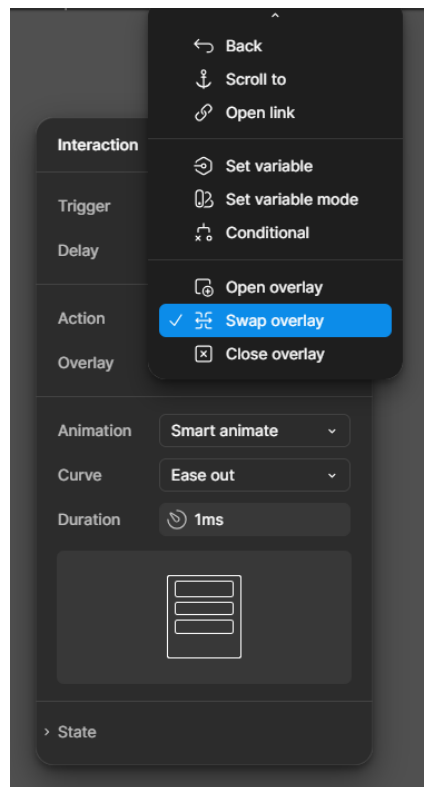 Back
Scroll to
Open link
Interaction
Set variable
Trigger
Set variable mode
Conditional
Delay
Open overlay
Action
Swap overlay
Overlay
Close overlay
Animation Smart animate
Curve Ease out
Duration 1ms
State